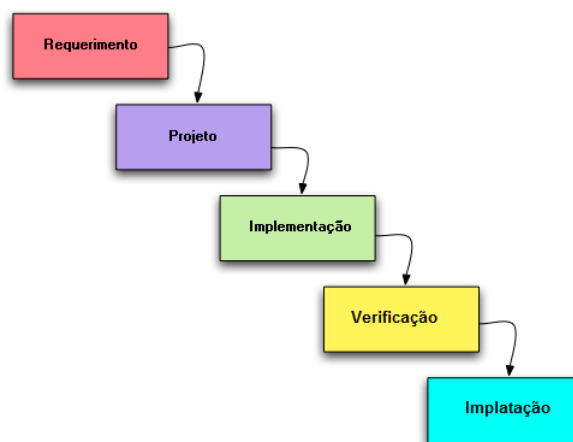 Requerimento
Projeto
Implementação
Verificação
Implatação